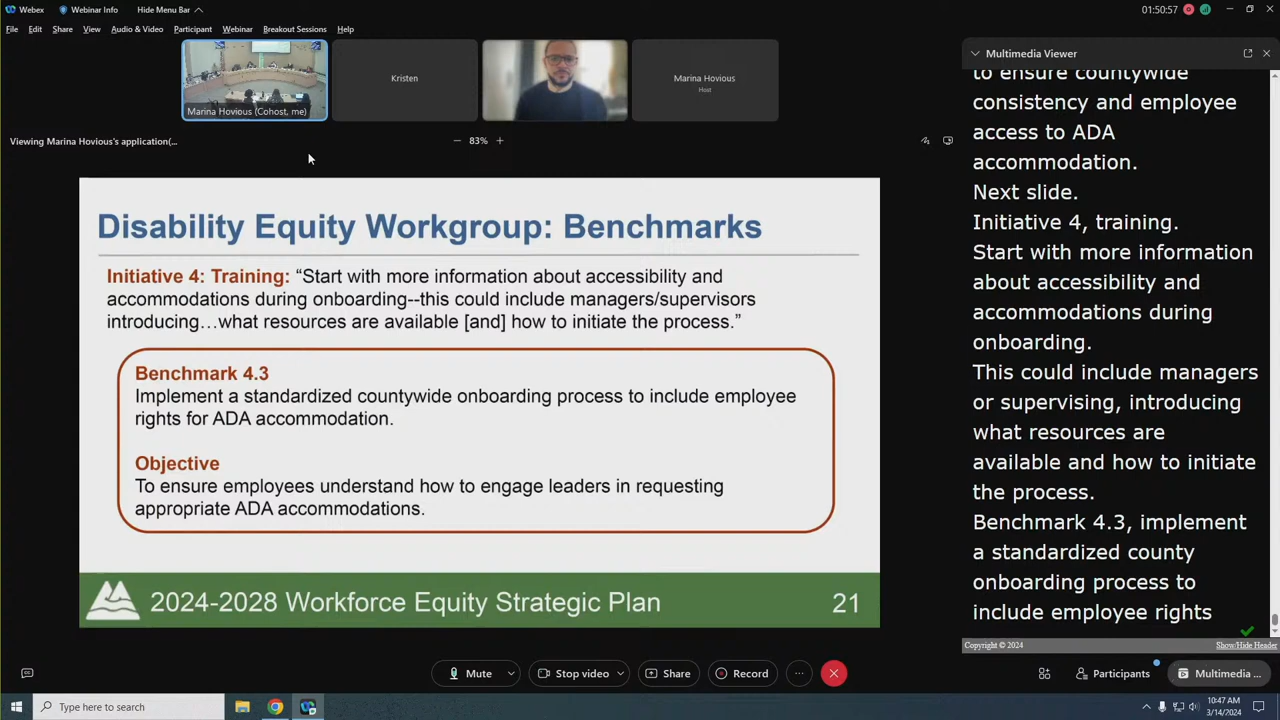 Webex
Webinar Info
Hide Menu Bar
01:50:57
File
Edit
Share
View
Audio & Video
Participant
Webinar
Breakout Sessions
Help
Marina Hovious (Cohost, me)
Kristen
Marina Hovious
Host
Viewing Marina Hovious's application(...
83%
Disability Equity Workgroup: Benchmarks
Initiative 4: Training: “Start with more information about accessibility and
accommodations during onboarding--this could include managers/supervisors
introducing…what resources are available [and] how to initiate the process.”
Benchmark 4.3
Implement a standardized countywide onboarding process to include employee
rights for ADA accommodation.
Objective
To ensure employees understand how to engage leaders in requesting
appropriate ADA accommodations.
2024-2028 Workforce Equity Strategic Plan
21
Multimedia Viewer
to ensure countywide
consistency and employee
access to ADA
accommodation.
Next slide.
Initiative 4, training.
Start with more information
about accessibility and
accommodations during
onboarding.
This could include managers
or supervising, introducing
what resources are
available and how to initiate
the process.
Benchmark 4.3, implement
a standardized county
onboarding process to
include employee rights
Copyright © 2024
Show/Hide Header
Mute
Stop video
Share
Record
Participants
Multimedia ...
Type here to search
10:47 AM
3/14/2024